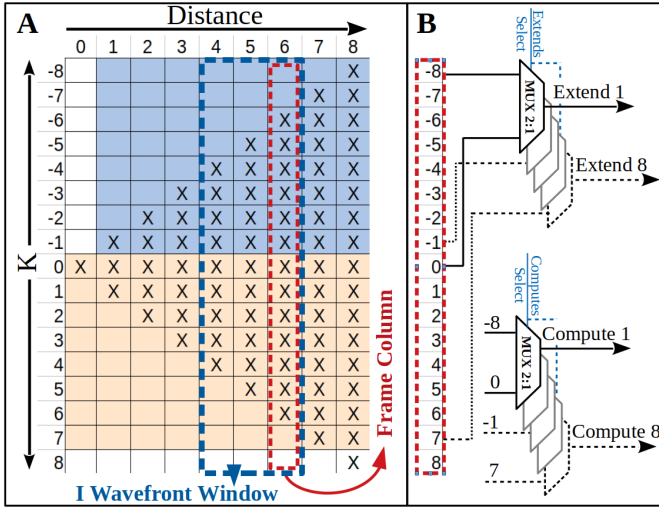 A
Distance
0 1 2 3 4 5 6 7 8
-8 X
-7 X X
-6 X X X
-5 X X X X
-4 X X X X X
-3 X X X X X X
-2 X X X X X X X
-1 X X X X X X X X
0 X X X X X X X X X
1 X X X X X X X X
2 X X X X X X X
3 X X X X X X
4 X X X X X
5 X X X X
6 X X X
7 X X
8 X
K
I Wavefront Window
Frame Column
B
-8
-7
-6
-5
-4
-3
-2
-1
0
1
2
3
4
5
6
7
8
Extends
Select
MUX 2:1
Extend 1
Extend 8
Computes
Select
-8
0
-1
7
MUX 2:1
Compute 1
Compute 8